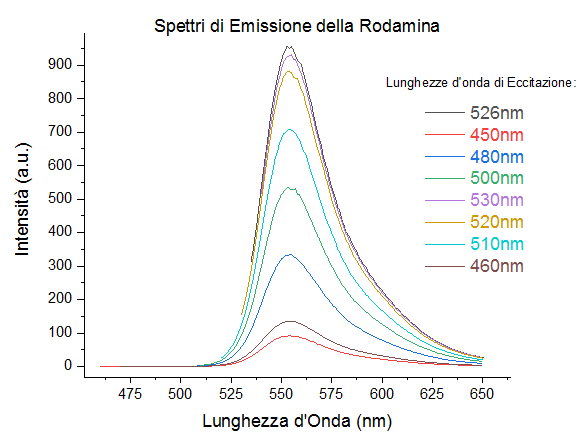 Spettri di Emissione della Rodamina
Lunghezze d'onda di Eccitazione:
526nm
450nm
480nm
500nm
530nm
520nm
510nm
460nm
Intensità (a.u.)
900
800
700
600
500
400
300
200
100
0
475 500 525 550 575 600 625 650
Lunghezza d'Onda (nm)